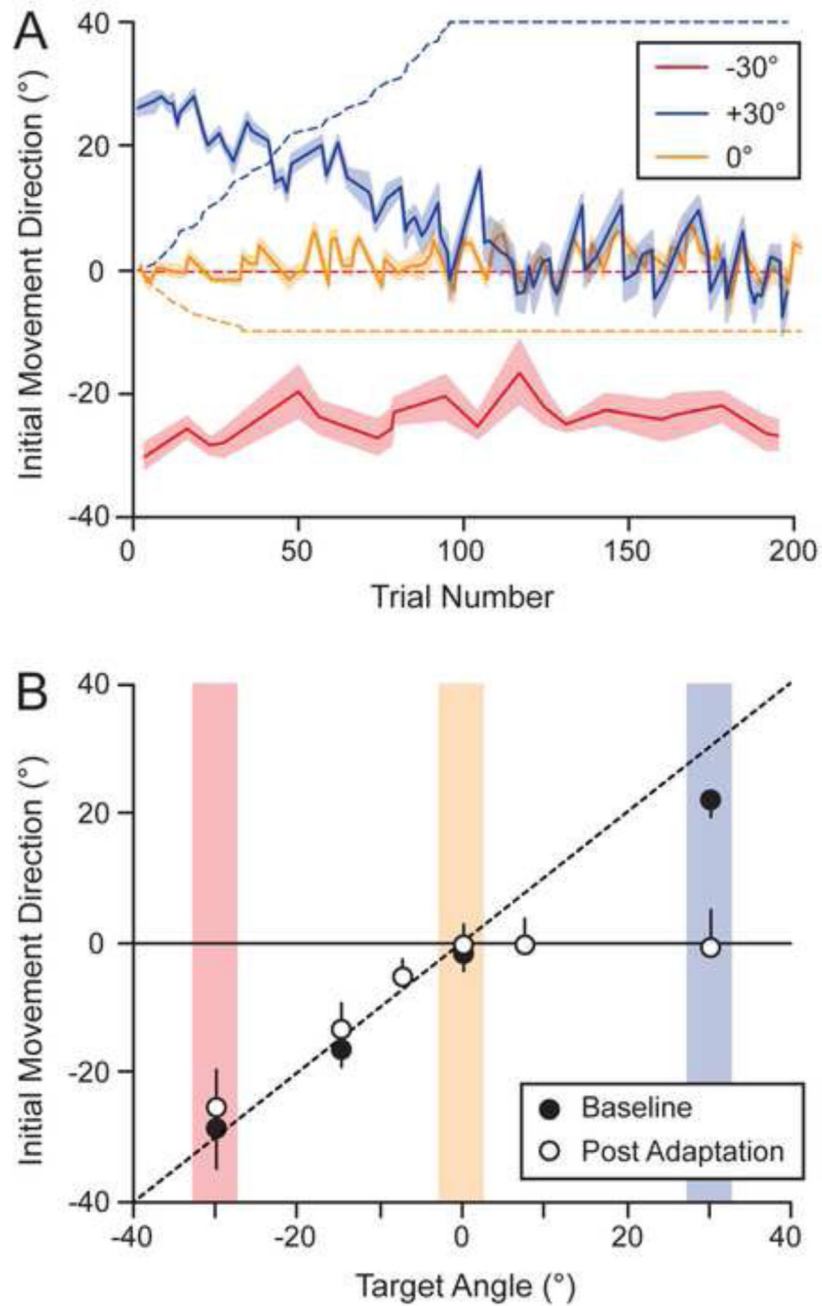 A
Initial Movement Direction (°)
40
20
0
-20
-40
-30°
+30°
0°
0
50
100
150
200
Trial Number
B
Initial Movement Direction (°)
40
20
0
-20
-40
Baseline
Post Adaptation
-40
-20
0
20
40
Target Angle (°)